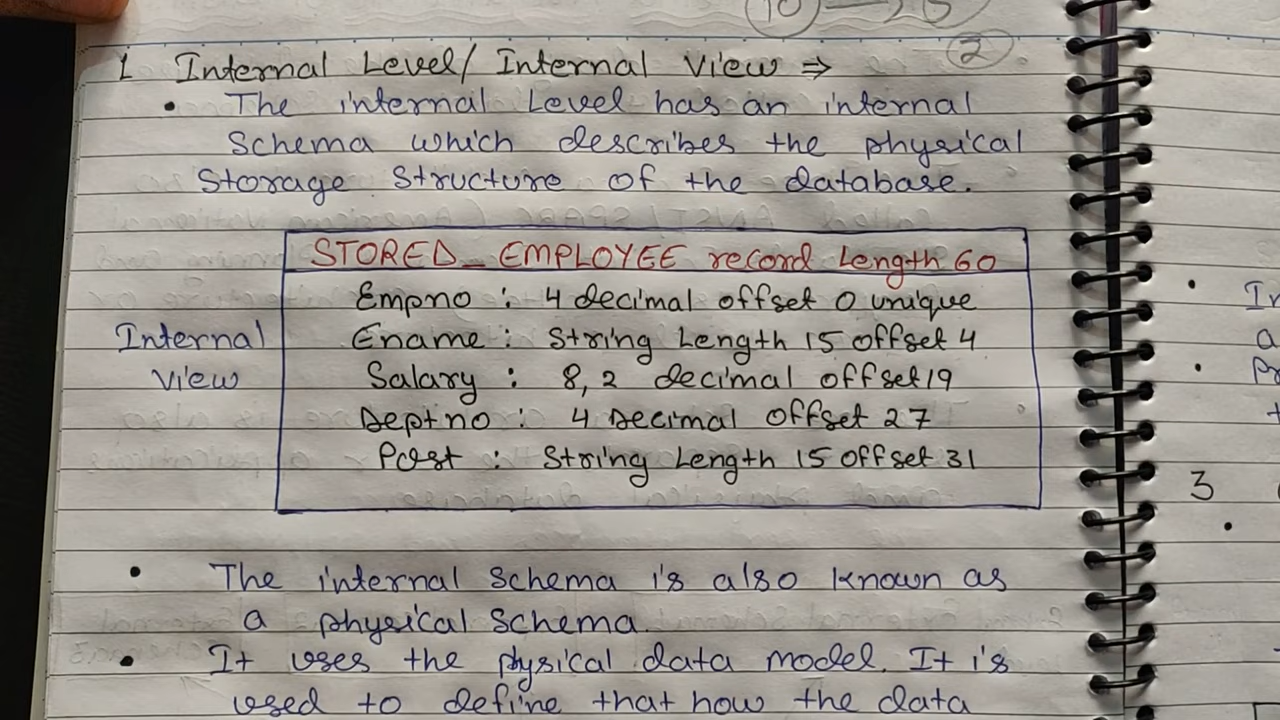 2
1 Internal Level/ Internal View ⇒
• The internal Level has an internal
Schema which describes the physical
Storage Structure of the database.
STORED_EMPLOYEE record Length 60
Empno : 4 decimal offset 0 unique
Ename : String Length 15 offset 4
Internal
View
Salary : 8,2 decimal offset 19
Deptno : 4 Decimal Offset 27
Post : String Length 15 offset 31
• The internal Schema is also known as
a physical Schema.
• It uses the pysical data model. It is
used to define that how the data
3